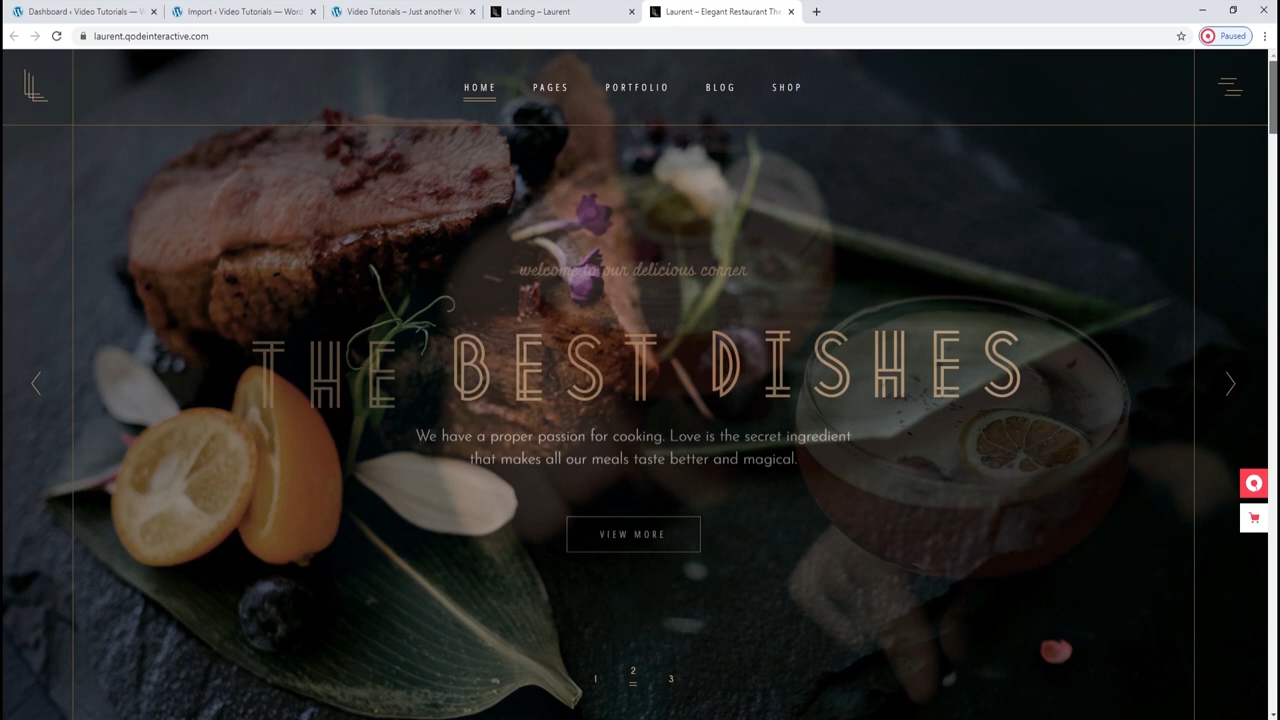 Dashboard ‹ Video Tutorials — W
Import ‹ Video Tutorials — Word
Video Tutorials – Just another W
Landing – Laurent
Laurent – Elegant Restaurant The
laurent.qodeinteractive.com
Paused
HOME
PAGES
PORTFOLIO
BLOG
SHOP
welcome to our delicious corner
THE BEST DISHES
We have a proper passion for cooking. Love is the secret ingredient
that makes all our meals taste better and magical.
VIEW MORE
1 2 3